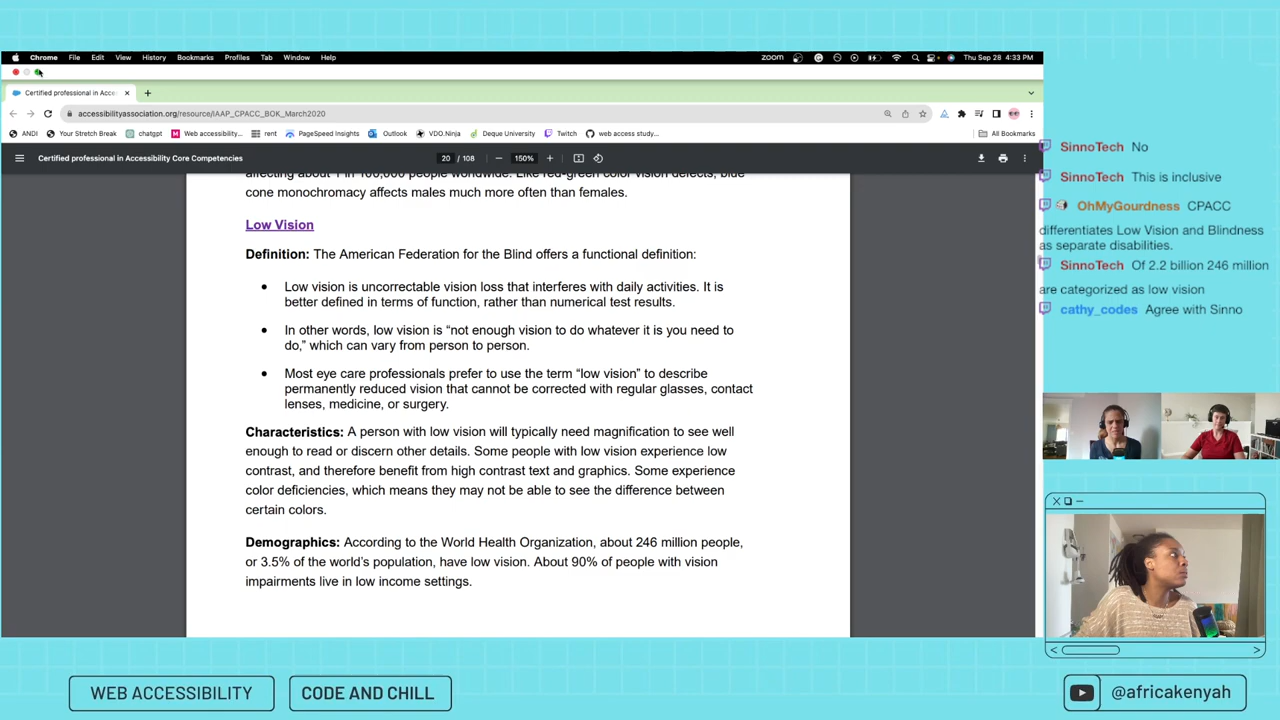 Chrome File Edit View History Bookmarks Profiles Tab Window Help zoom Thu Sep 28 4:33 PM
Certified professional in Acce
accessibilityassociation.org/resource/IAAP_CPACC_BOK_March2020
ANDI Your Stretch Break chatgpt Web accessibility... rent PageSpeed Insights Outlook VDO.Ninja Deque University Twitch web access study... All Bookmarks
Certified professional in Accessibility Core Competencies 20 / 108 150%
cone monochromacy affects males much more often than females.
Low Vision
Definition: The American Federation for the Blind offers a functional definition:
• Low vision is uncorrectable vision loss that interferes with daily activities. It is
better defined in terms of function, rather than numerical test results.
• In other words, low vision is “not enough vision to do whatever it is you need to
do,” which can vary from person to person.
• Most eye care professionals prefer to use the term “low vision” to describe
permanently reduced vision that cannot be corrected with regular glasses, contact
lenses, medicine, or surgery.
Characteristics: A person with low vision will typically need magnification to see well
enough to read or discern other details. Some people with low vision experience low
contrast, and therefore benefit from high contrast text and graphics. Some experience
color deficiencies, which means they may not be able to see the difference between
certain colors.
Demographics: According to the World Health Organization, about 246 million people,
or 3.5% of the world’s population, have low vision. About 90% of people with vision
impairments live in low income settings.
SinnoTech No
SinnoTech This is inclusive
OhMyGourdness CPACC
differentiates Low Vision and Blindness
as separate disabilities.
SinnoTech Of 2.2 billion 246 million
are categorized as low vision
cathy_codes Agree with Sinno
WEB ACCESSIBILITY
CODE AND CHILL
@africakenyah